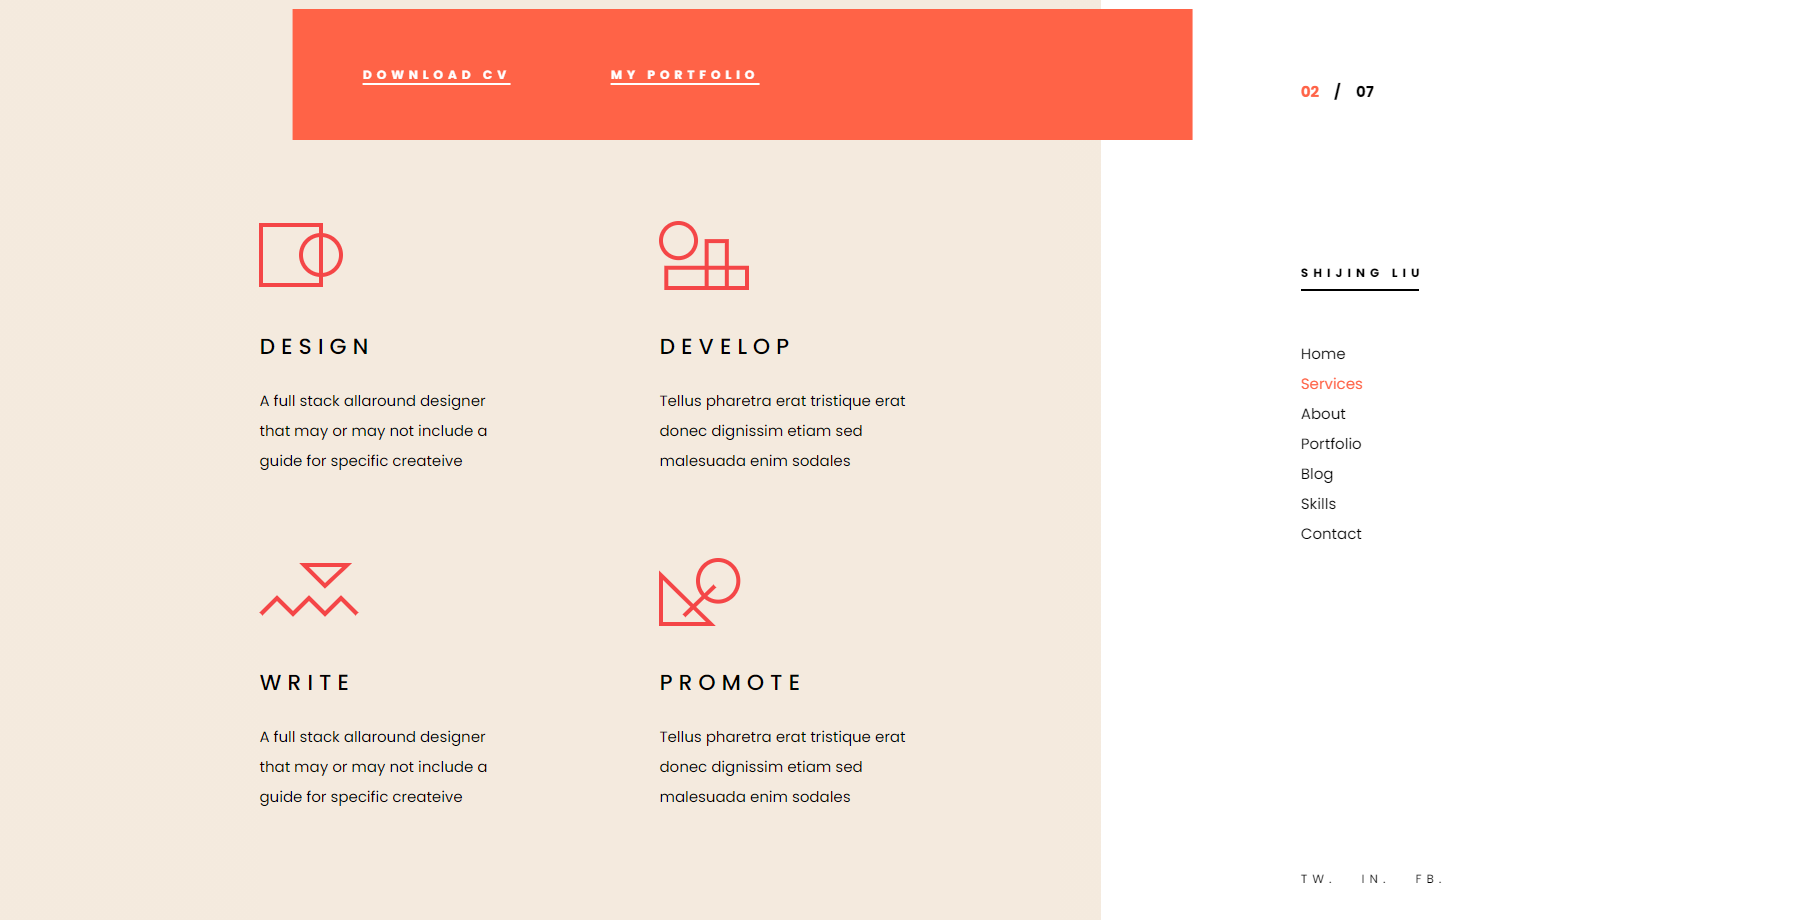 DOWNLOAD CV
MY PORTFOLIO
DESIGN
A full stack allaround designer
that may or may not include a
guide for specific createive
DEVELOP
Tellus pharetra erat tristique erat
donec dignissim etiam sed
malesuada enim sodales
WRITE
A full stack allaround designer
that may or may not include a
guide for specific createive
PROMOTE
Tellus pharetra erat tristique erat
donec dignissim etiam sed
malesuada enim sodales
02 / 07
SHIJING LIU
Home
Services
About
Portfolio
Blog
Skills
Contact
TW. IN. FB.